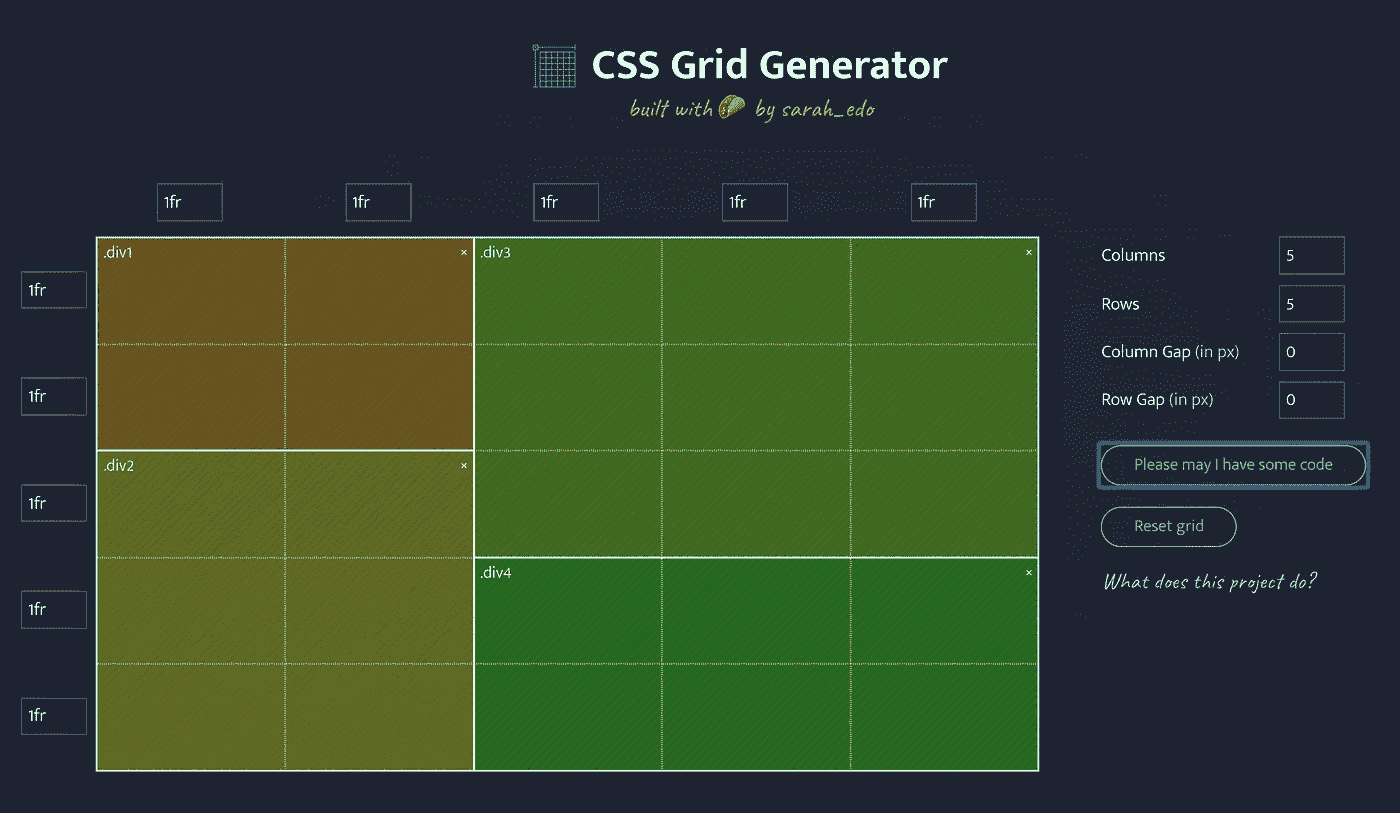 CSS Grid Generator
built with 🌮 by sarah_edo
1fr 1fr 1fr 1fr 1fr
.div1 × .div3 ×
Columns 5
1fr
Rows 5
Column Gap (in px) 0
1fr
Row Gap (in px) 0
.div2 ×
Please may I have some code
1fr
Reset grid
.div4 ×
What does this project do?
1fr
1fr